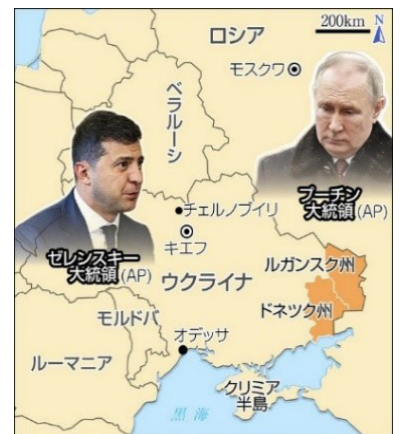 200km
N
ロシア
モスクワ
ベラルーシ
プーチン
大統領(AP)
チェルノブイリ
キエフ
ゼレンスキー
大統領(AP)
ウクライナ
ルガンスク州
ドネツク州
モルドバ
オデッサ
ルーマニア
クリミア
半島
黒海